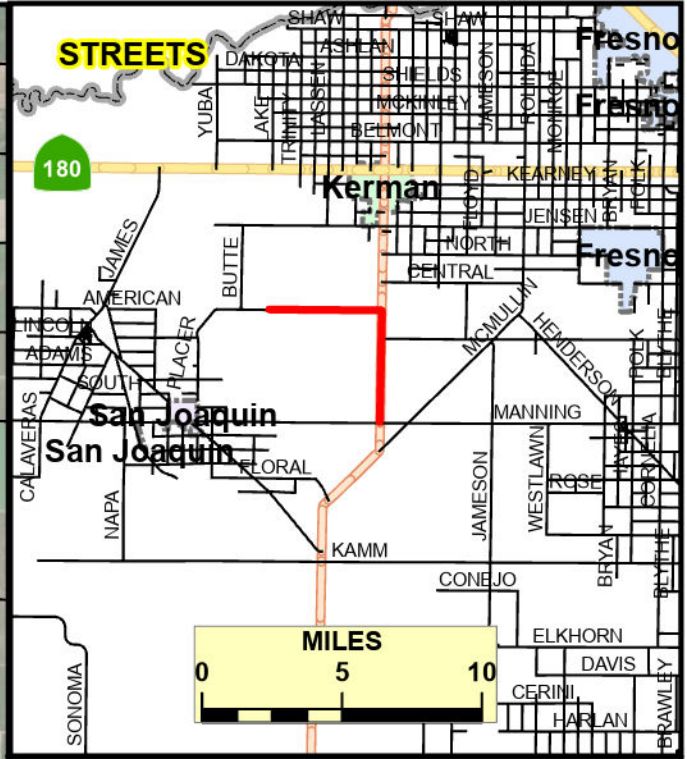 SHAW
SHAW
STREETS
ASHLAN
Fresno
DAKOTA
SHIELDS
YUBA
LAKE
TRINITY
LASSEN
MCKINLEY
JAMESON
ROLINDA
MONROE
Fresno
BELMONT
180
KEARNEY
Kerman
FLOYD
BRYAN
POLK
JENSEN
JAMES
BUTTE
NORTH
Fresno
CENTRAL
AMERICAN
LINCOLN
PLACER
MCMULLIN
HENDERSON
ADAMS
POLK
BLYTHE
SOUTH
San Joaquin
MANNING
CALAVERAS
San Joaquin
HAYES
CORNELIA
FLORAL
NAPA
JAMESON
WESTLAWN
ROSE
KAMM
BRYAN
BLYTHE
CONEJO
MILES
ELKHORN
0 5 10
DAVIS
SONOMA
CERINI
BRAWLEY
HARLAN